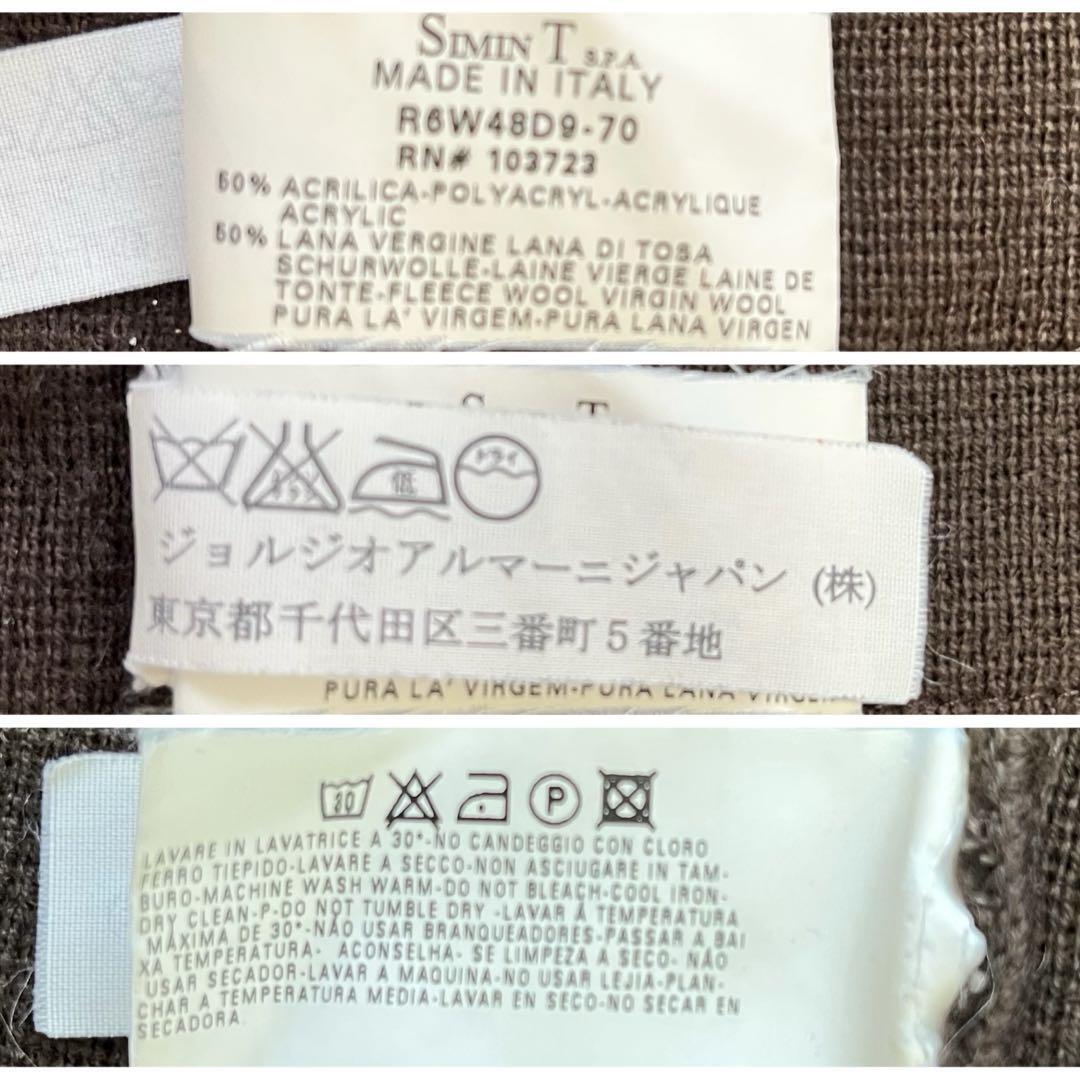 SIMIN T S.P.A.
MADE IN ITALY
R6W48D9-70
RN# 103723
50% ACRILICA-POLYACRYL-ACRYLIQUE
ACRYLIC
50% LANA VERGINE LANA DI TOSA
SCHURWOLLE-LAINE VIERGE LAINE DE
TONTE-FLEECE WOOL VIRGIN WOOL
PURA LA' VIRGEM-PURA LANA VIRGEN
エンソ
低
ドライ
ジョルジオアルマーニジャパン (株)
東京都千代田区三番町5番地
PURA LA' VIRGEM-PURA LANA VIRGEN
30
P
LAVARE IN LAVATRICE A 30°-NO CANDEGGIO CON CLORO
FERRO TIEPIDO-LAVARE A SECCO-NON ASCIUGARE IN TAM-
BURO-MACHINE WASH WARM-DO NOT BLEACH-COOL IRON-
DRY CLEAN-P-DO NOT TUMBLE DRY -LAVAR Á TEMPERATURA
MÁXIMA DE 30°-NÃO USAR BRANQUEADORES-PASSAR A BAI
XA TEMPERATURA- ACONSELHA- SE LIMPEZA A SECO- NÃO
USAR SECADOR-LAVAR A MAQUINA-NO USAR LEJIA-PLAN-
CHAR A TEMPERATURA MEDIA-LAVAR EN SECO-NO SECAR EN
SECADORA.